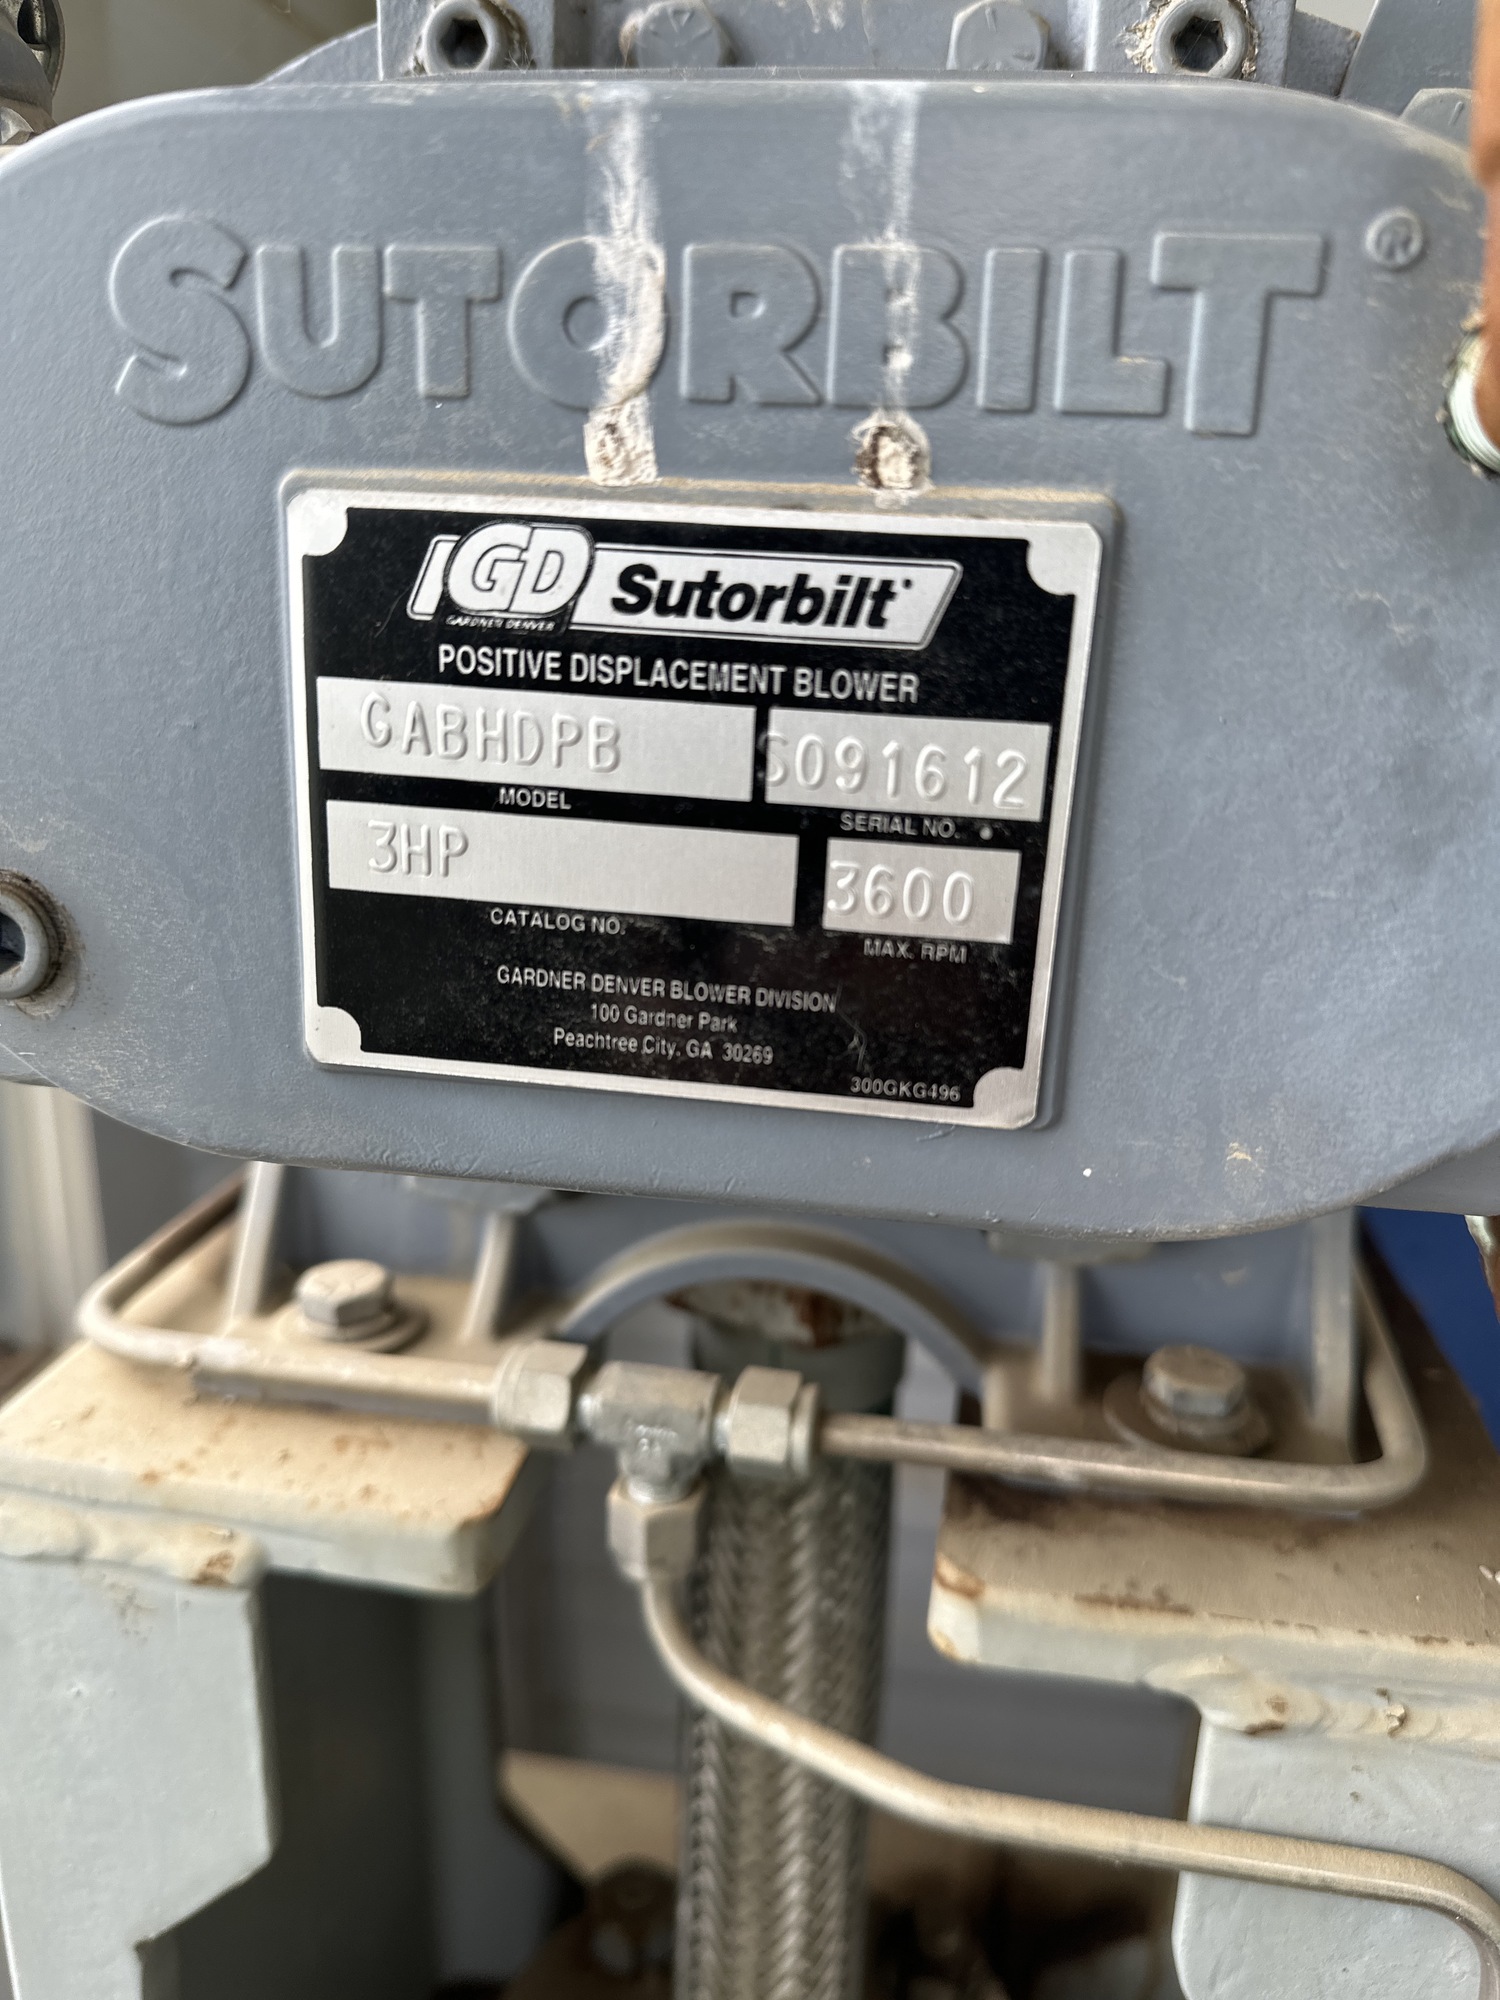 SUTORBILT®
GD Sutorbilt
GARDNER DENVER
POSITIVE DISPLACEMENT BLOWER
GABHDPB S091612
MODEL SERIAL NO.
3HP 3600
CATALOG NO. MAX. RPM
GARDNER DENVER BLOWER DIVISION
100 Gardner Park
Peachtree City, GA 30269
300GKG496